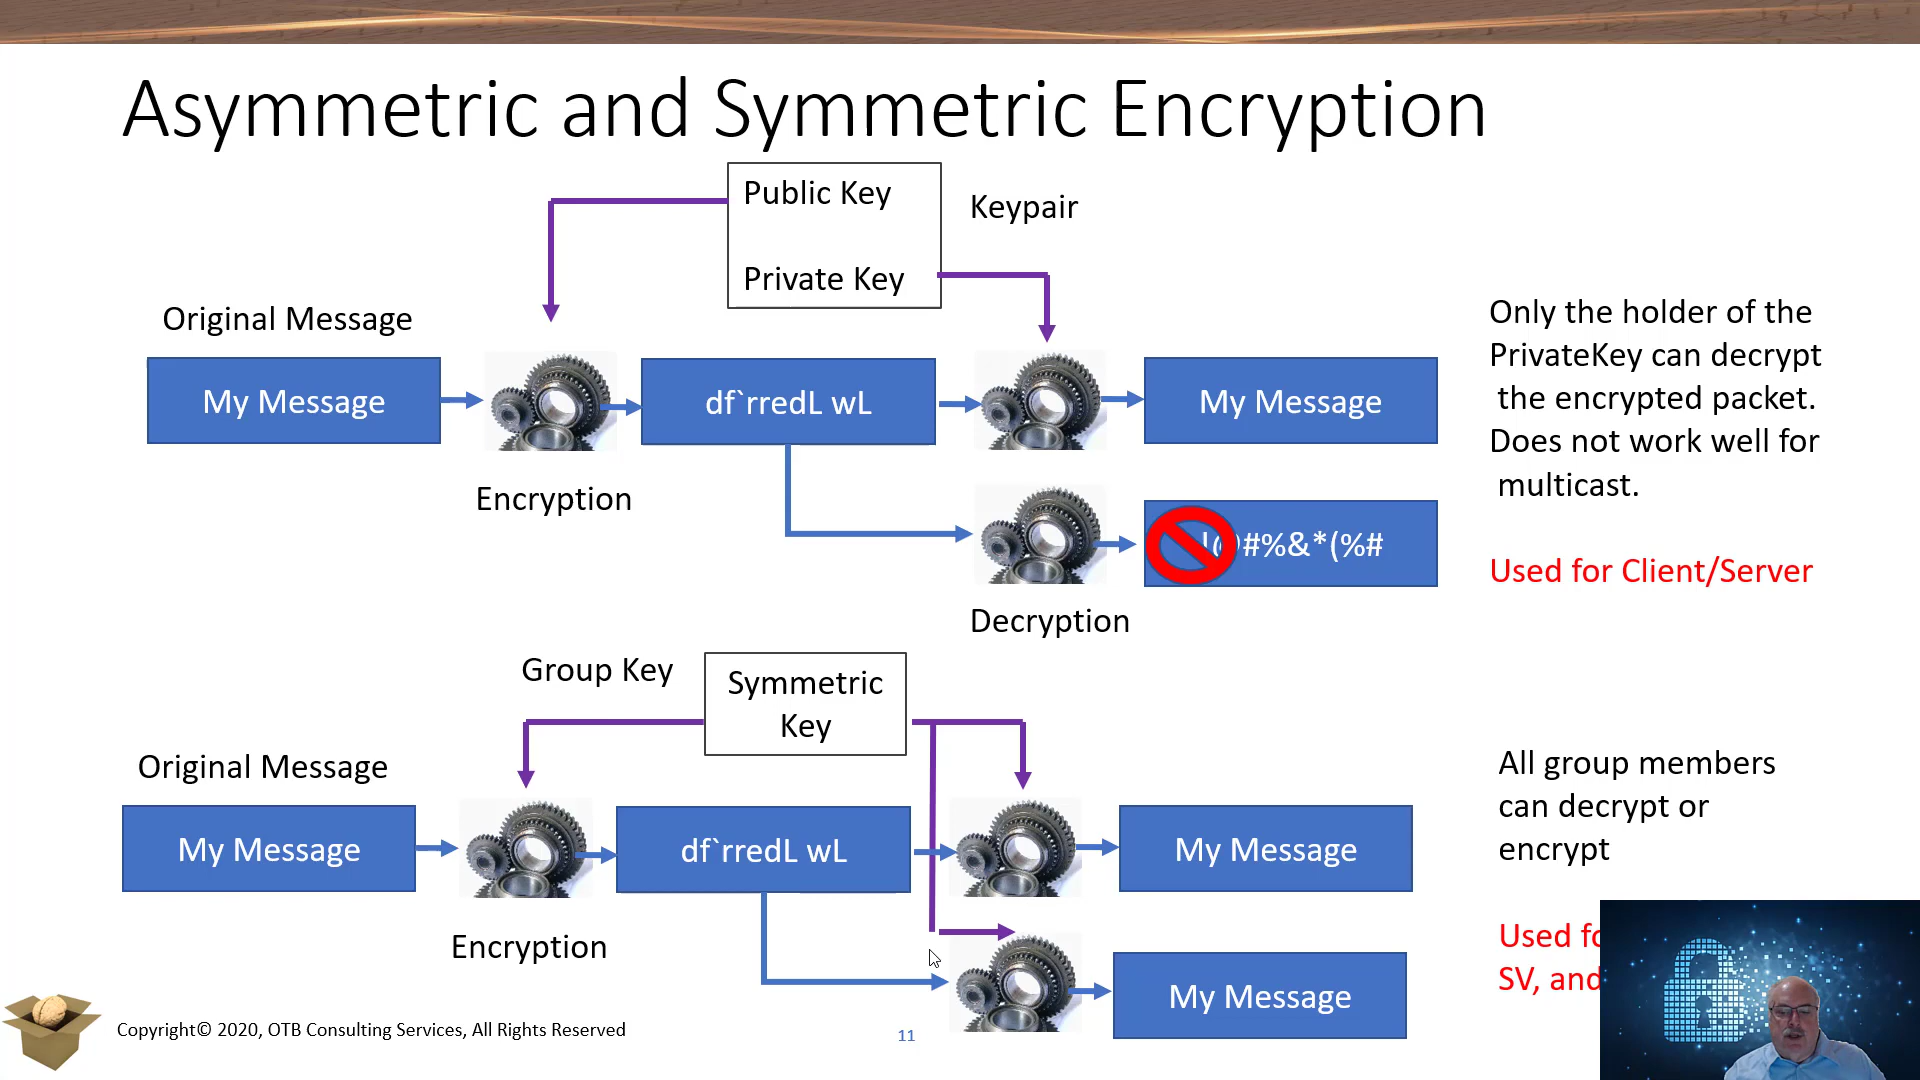 Asymmetric and Symmetric Encryption
Public Key
Private Key
Keypair
Original Message
My Message
df`rredL wL
My Message
Only the holder of the
PrivateKey can decrypt
the encrypted packet.
Does not work well for
multicast.
Encryption
#%&*(%#
Used for Client/Server
Decryption
Group Key
Symmetric
Key
Original Message
My Message
df`rredL wL
My Message
All group members
can decrypt or
encrypt
Encryption
Used
SV, and
My Message
Copyright© 2020, OTB Consulting Services, All Rights Reserved
11